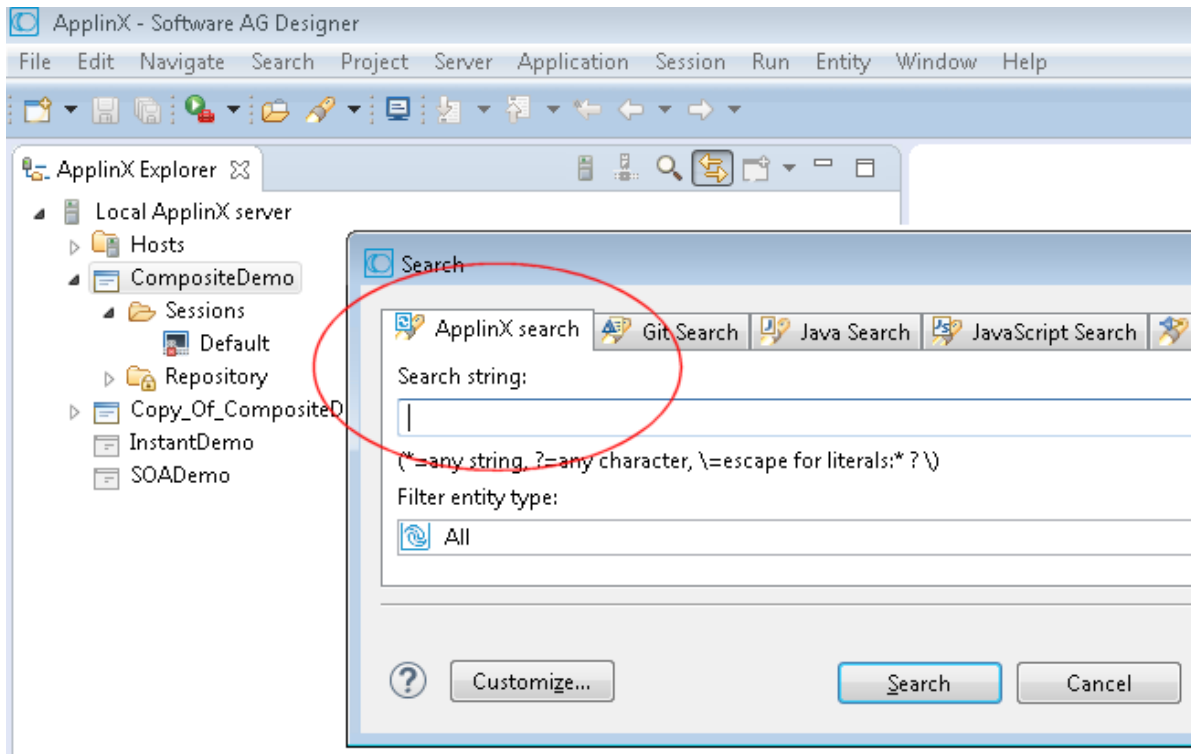 ApplinX - Software AG Designer
File Edit Navigate Search Project Server Application Session Run Entity Window Help
ApplinX Explorer
Local ApplinX server
Hosts
CompositeDemo
Sessions
Default
Repository
Copy_Of_CompositeD
InstantDemo
SOADemo
Search
ApplinX search Git Search Java Search JavaScript Search
Search string:
(*=any string, ?=any character, \=escape for literals:* ? \)
Filter entity type:
All
Customize... Search Cancel